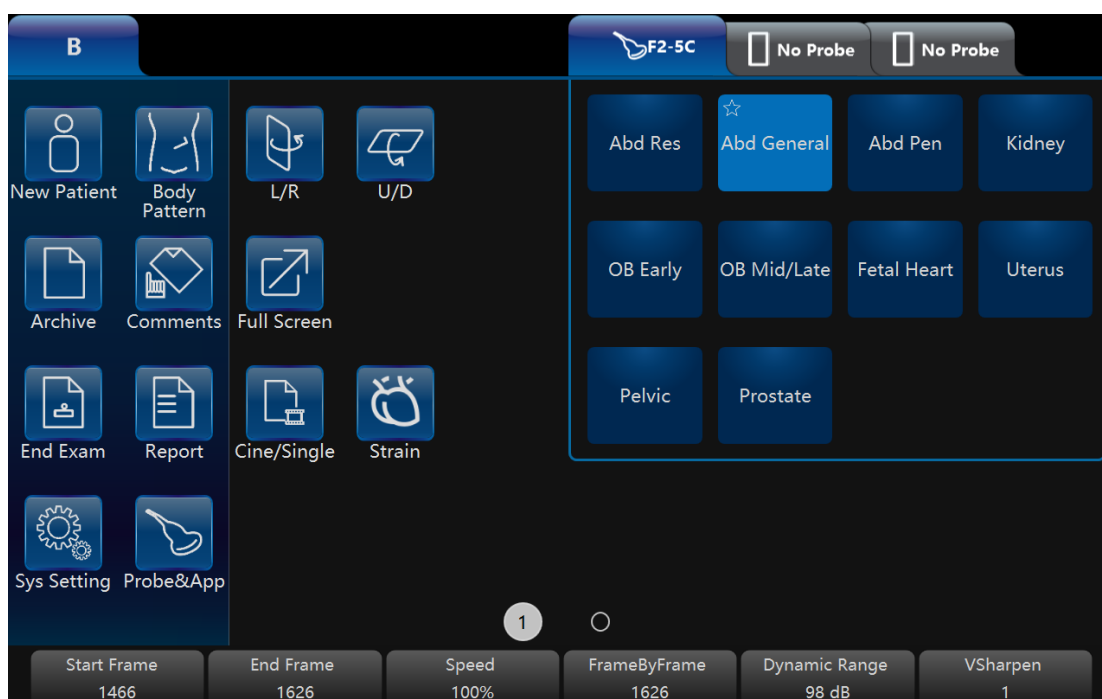 B
F2-5C
No Probe
No Probe
New Patient
Body
Pattern
L/R
U/D
Abd Res
Abd General
Abd Pen
Kidney
Archive
Comments
Full Screen
OB Early
OB Mid/Late
Fetal Heart
Uterus
End Exam
Report
Cine/Single
Strain
Pelvic
Prostate
Sys Setting
Probe&App
1
Start Frame
1466
End Frame
1626
Speed
100%
FrameByFrame
1626
Dynamic Range
98 dB
VSharpen
1